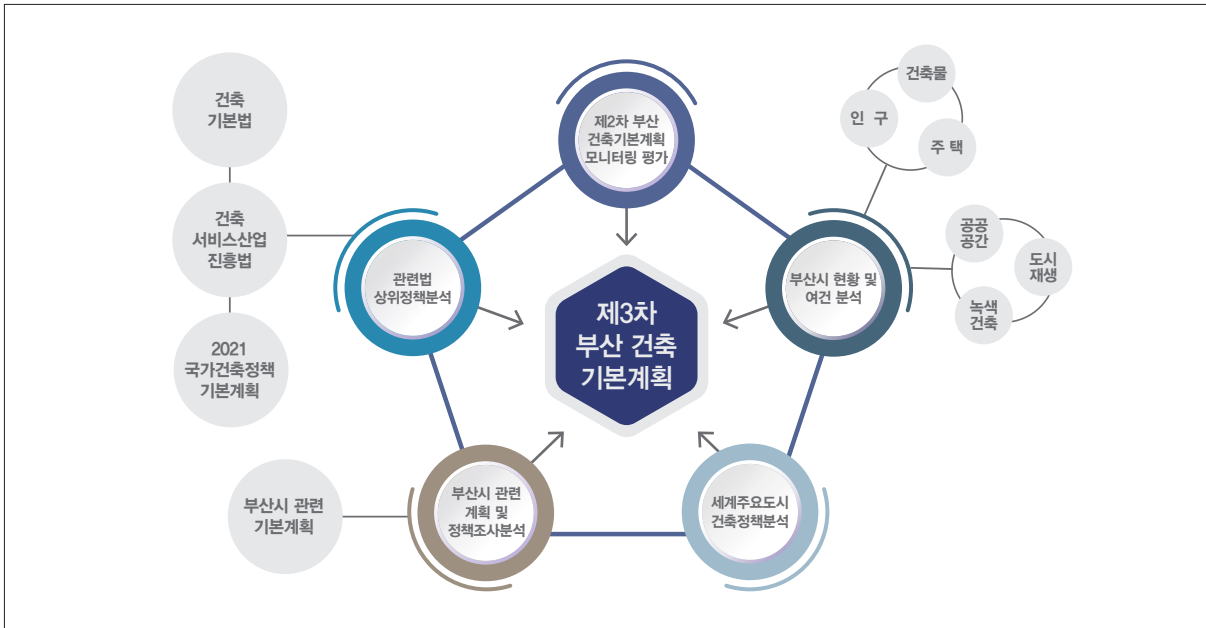 건축
기본법
건축
서비스산업
진흥법
2021
국가건축정책
기본계획
제2차 부산
건축기본계획
모니터링 평가
건축물
인 구
주 택
공공
공간
도시
재생
녹색
건축
관련법
상위정책분석
부산시 현황 및
여건 분석
제3차
부산 건축
기본계획
부산시 관련
기본계획
부산시 관련
계획 및
정책조사분석
세계주요도시
건축정책분석